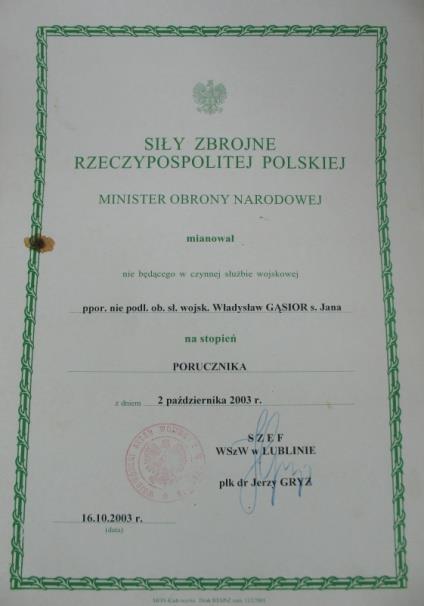 SIŁY ZBROJNE
RZECZYPOSPOLITEJ POLSKIEJ
MINISTER OBRONY NARODOWEJ
mianował
nie będącego w czynnej służbie wojskowej
ppor. nie podl. ob. sł. wojsk. Władysław GĄSIOR s. Jana
na stopień
PORUCZNIKA
z dniem 2 października 2003 r.
SZEF
WSzW w LUBLINIE
płk dr Jerzy GRYZ
16.10.2003 r.
(data)